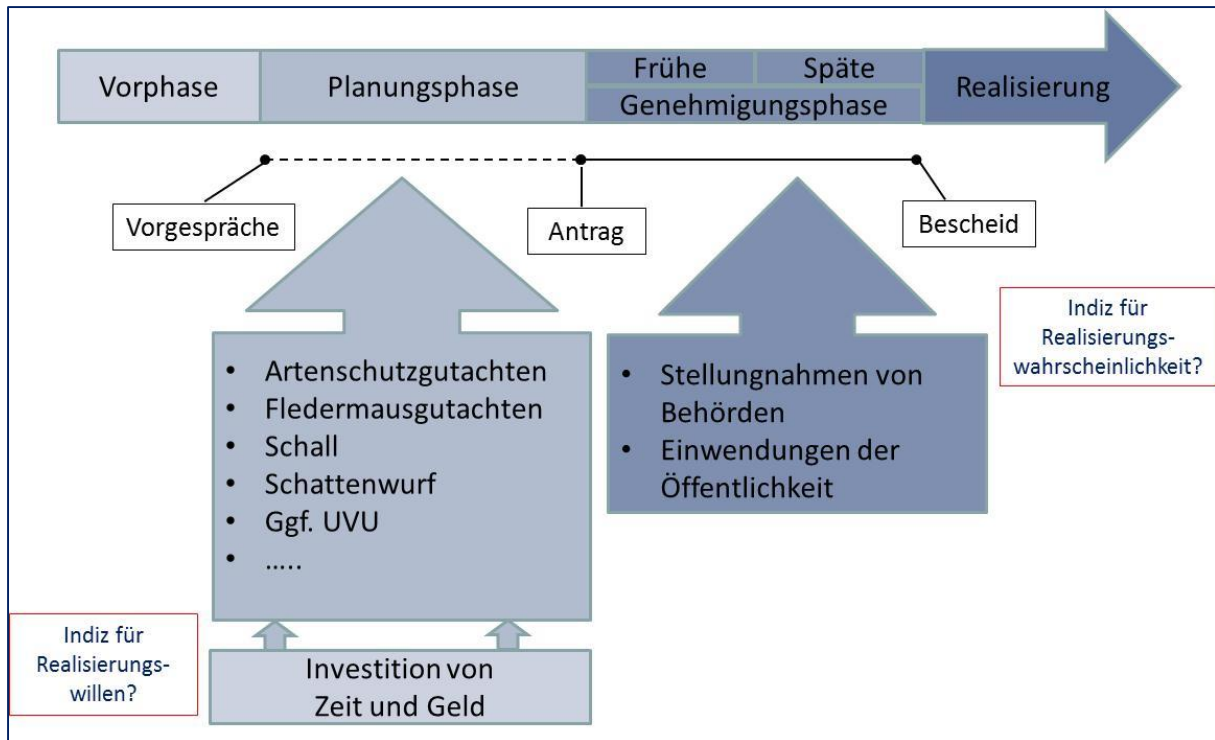 Vorphase
Planungsphase
Frühe
Späte
Genehmigungsphase
Realisierung
Vorgespräche
Antrag
Bescheid
• Artenschutzgutachten
• Fledermausgutachten
• Schall
• Schattenwurf
• Ggf. UVU
• …..
• Stellungnahmen von
Behörden
• Einwendungen der
Öffentlichkeit
Indiz für
Realisierungs-
wahrscheinlichkeit?
Indiz für
Realisierungs-
willen?
Investition von
Zeit und Geld